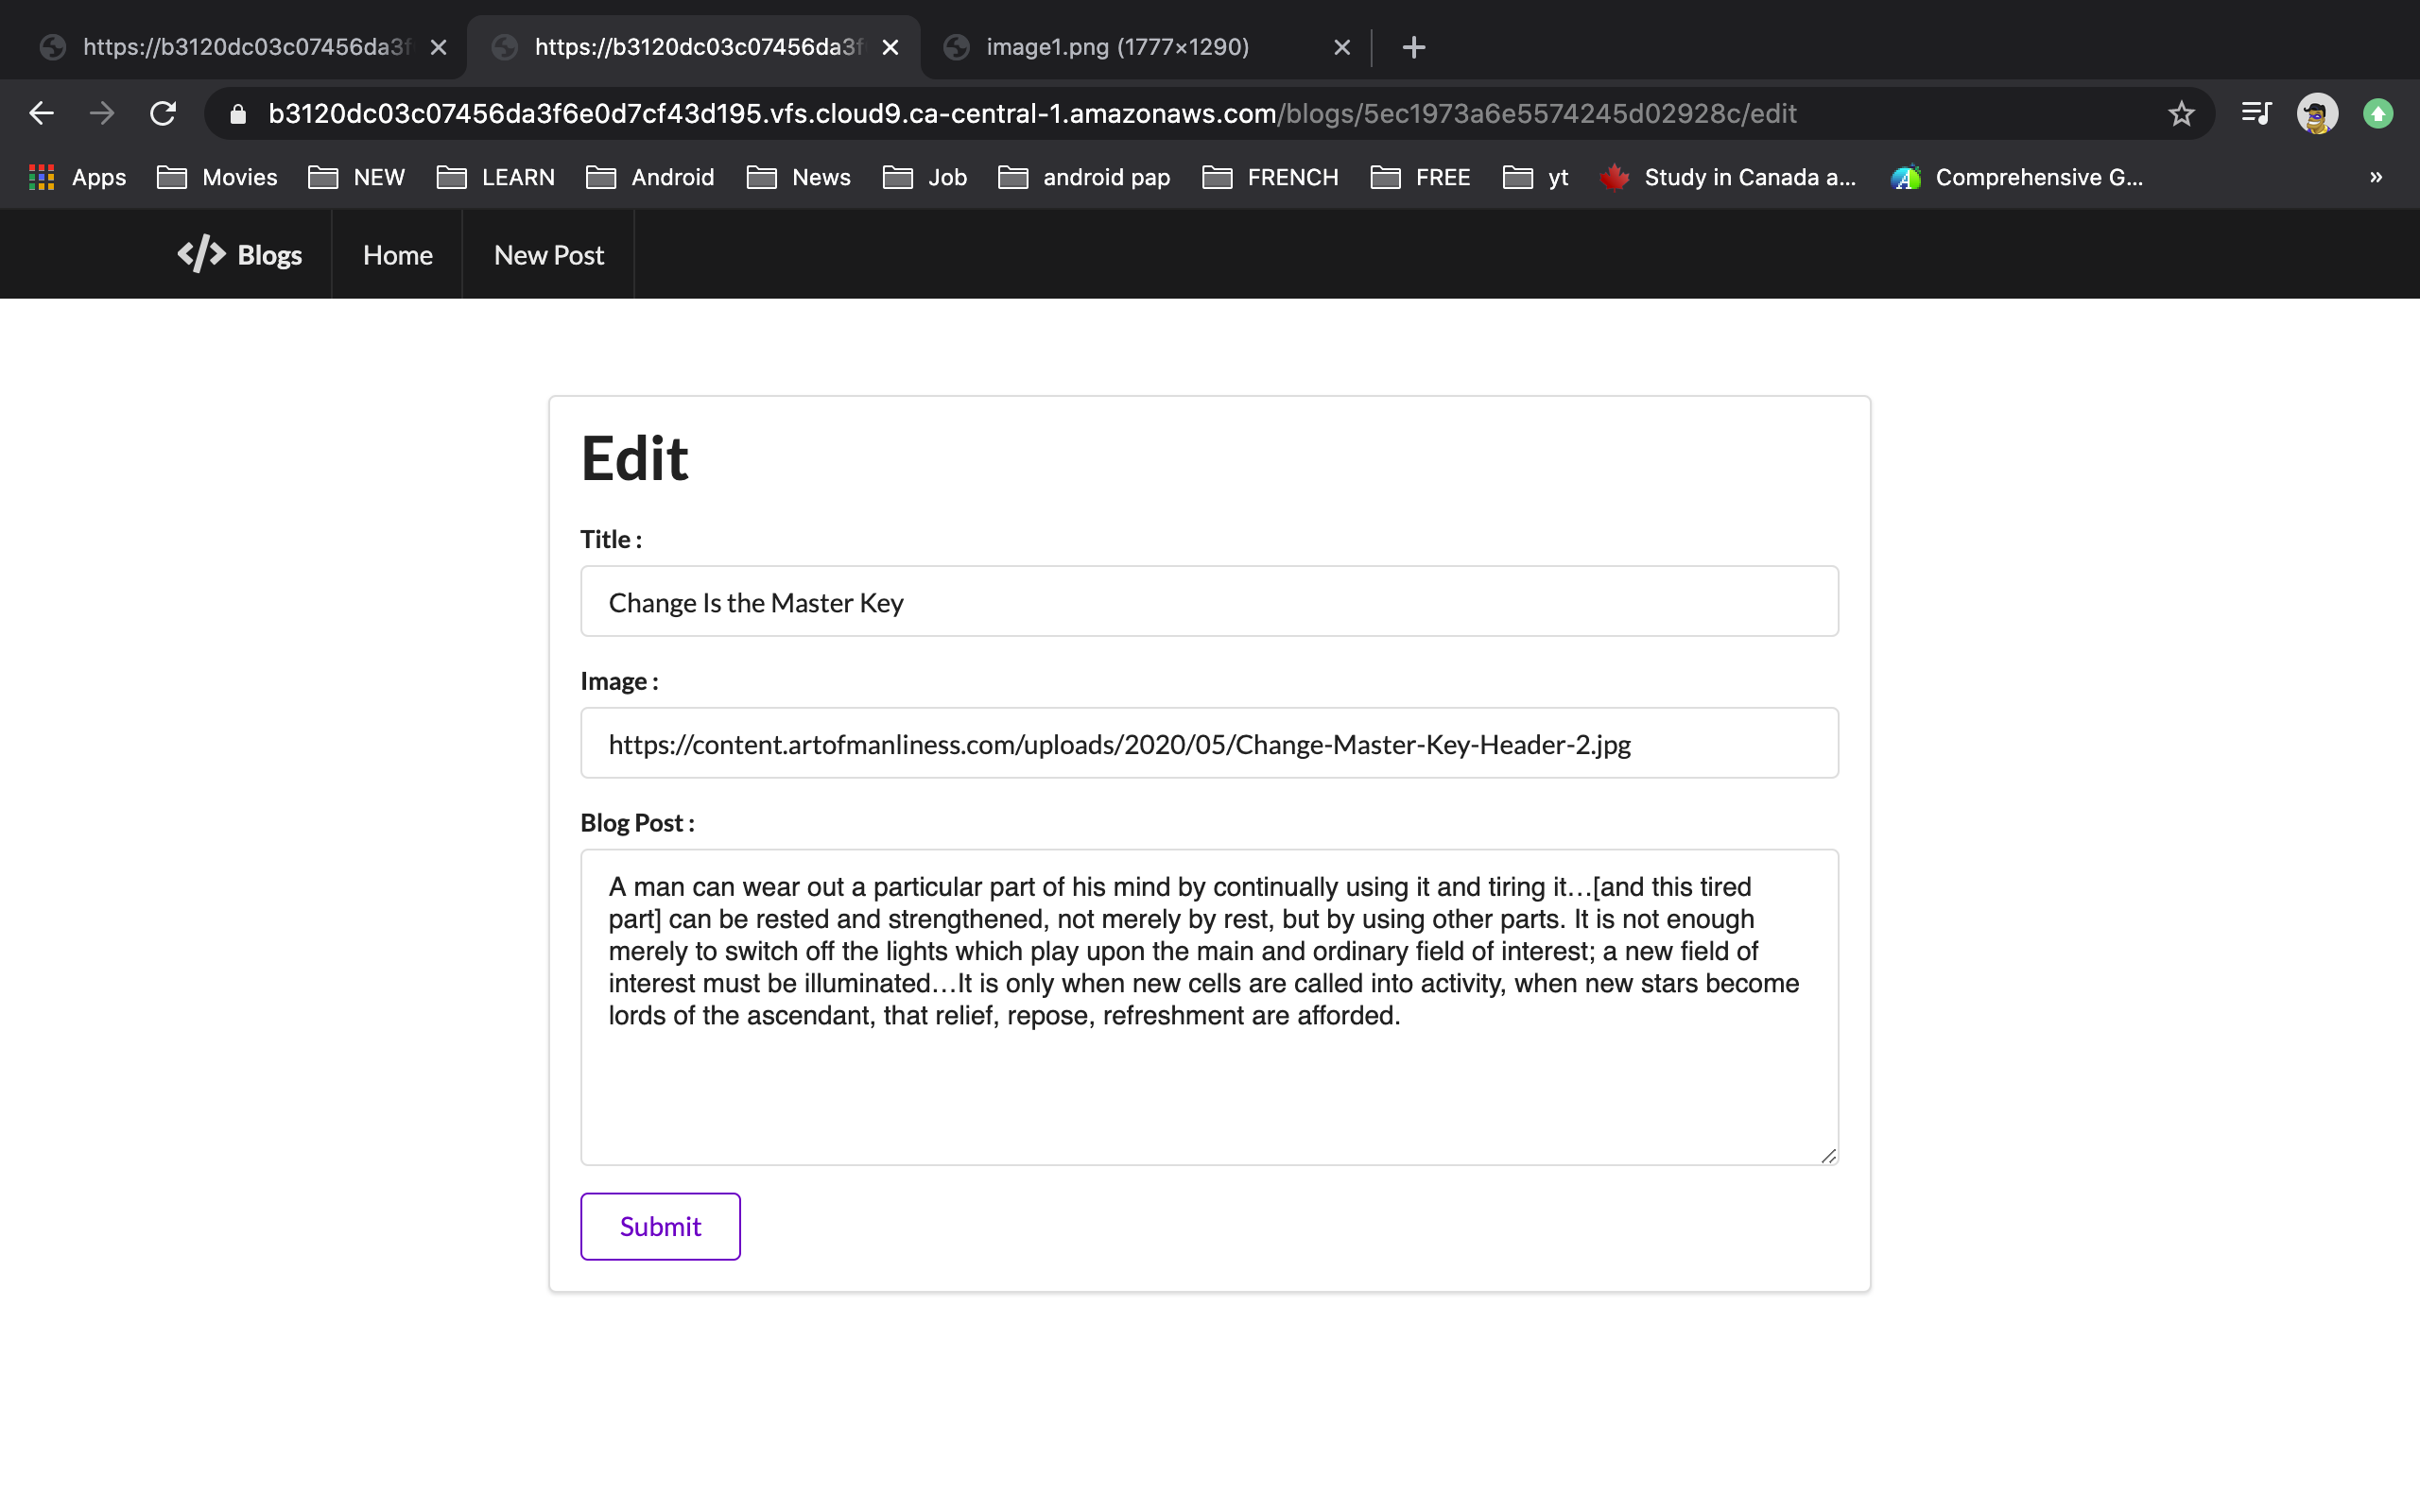 https://b3120dc03c07456da3f
https://b3120dc03c07456da3f
image1.png (1777×1290)
b3120dc03c07456da3f6e0d7cf43d195.vfs.cloud9.ca-central-1.amazonaws.com/blogs/5ec1973a6e5574245d02928c/edit
Apps Movies NEW LEARN Android News Job android pap FRENCH FREE yt Study in Canada a... Comprehensive G... »
</> Blogs Home New Post
Edit
Title :
Change Is the Master Key
Image :
https://content.artofmanliness.com/uploads/2020/05/Change-Master-Key-Header-2.jpg
Blog Post :
A man can wear out a particular part of his mind by continually using it and tiring it…[and this tired
part] can be rested and strengthened, not merely by rest, but by using other parts. It is not enough
merely to switch off the lights which play upon the main and ordinary field of interest; a new field of
interest must be illuminated…It is only when new cells are called into activity, when new stars become
lords of the ascendant, that relief, repose, refreshment are afforded.
Submit